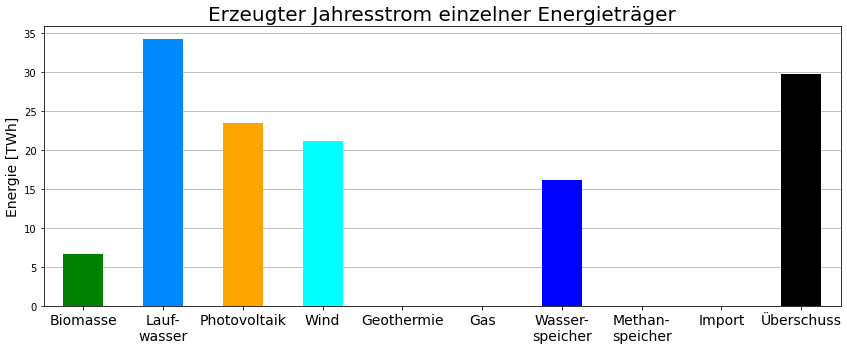 Erzeugter Jahresstrom einzelner Energieträger
Energie [TWh]
35
30
25
20
15
10
5
0
Biomasse
Lauf-
wasser
Photovoltaik
Wind
Geothermie
Gas
Wasser-
speicher
Methan-
speicher
Import
Überschuss